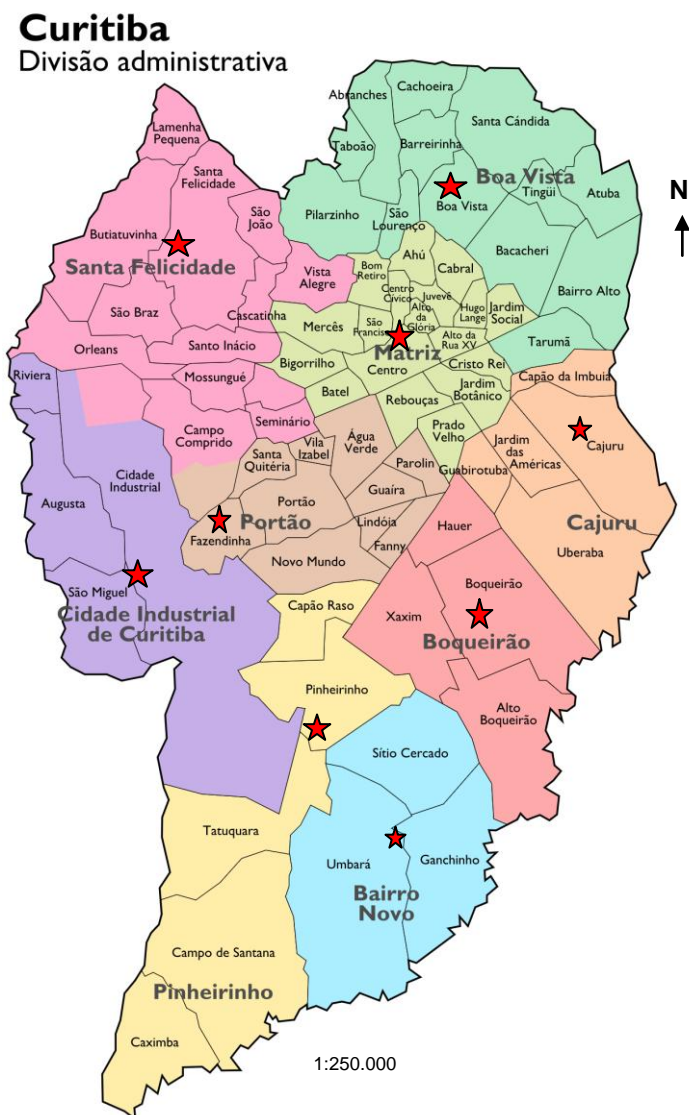 Curitiba
Divisão administrativa
N
Cachoeira
Abranches
Lamenha
Pequena
Santa Cándida
Taboão
Barreirinha
Santa
Felicidade
Boa Vista
Tingüi
Atuba
Boa Vista
São
João
Pilarzinho
São
Lourenço
Butiatuvinha
Santa Felicidade
Ahú
Bacacheri
Bom
Retiro
Cabral
Vista
Alegre
Bairro Alto
Centro
Cívico
Juvevê
Hugo
Lange
Jardim
Social
São Braz
Cascatinha
Mercês
São
Francisco
Alto
da
Glória
Alto da
Rua XV
Tarumã
Matriz
Orleans
Santo Inácio
Bigorrilho
Centro
Cristo Rei
Riviera
Mossunguê
Batel
Rebouças
Jardim
Botânico
Capão da Imbuia
Campo
Comprido
Seminário
Prado
Velho
Cajuru
Água
Verde
Vila
Izabel
Santa
Quitéria
Jardim
das
Américas
Cidade
Industrial
Parolin
Guabirotuba
Augusta
Portão
Guaíra
Portão
Lindóia
Hauer
Cajuru
Fazendinha
Fanny
Uberaba
Novo Mundo
Boqueirão
São Miguel
Capão Raso
Xaxim
Cidade Industrial
de Curitiba
Boqueirão
Pinheirinho
Alto
Boqueirão
Sítio Cercado
Tatuquara
Umbará
Ganchinho
Bairro
Novo
Campo de Santana
Pinheirinho
Caximba
1:250.000